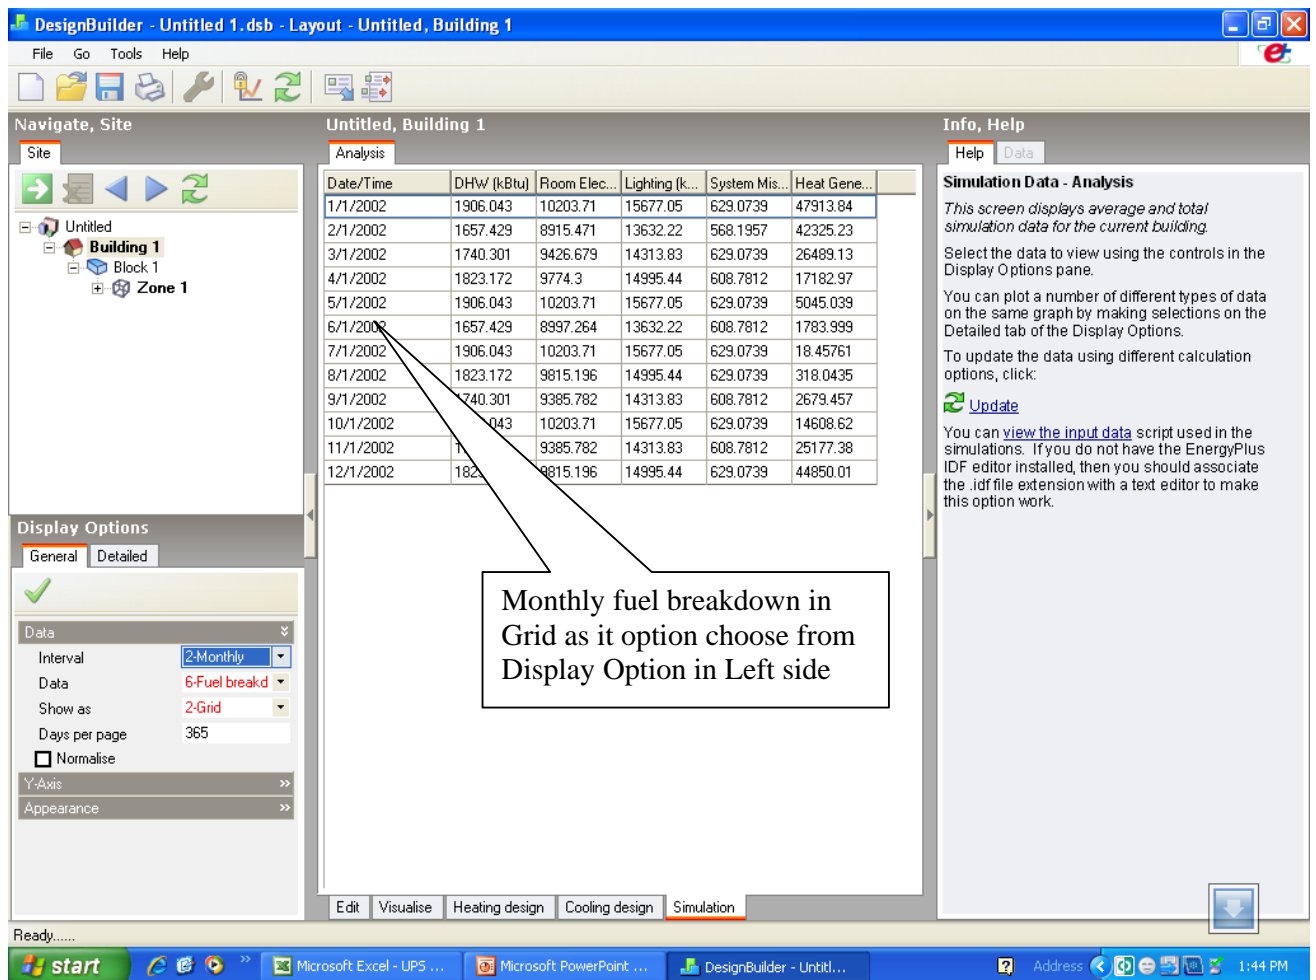 DesignBuilder - Untitled 1.dsb - Layout - Untitled, Building 1
File Go Tools Help
Navigate, Site
Site
Untitled
Building 1
Block 1
Zone 1
Display Options
General Detailed
Data
Interval 2-Monthly
Data 6-Fuel breakd
Show as 2-Grid
Days per page 365
Normalise
Y-Axis
Appearance
Untitled, Building 1
Analysis
Date/Time DHW (kBtu) Room Elec... Lighting (k... System Mis... Heat Gene...
1/1/2002 1906.043 10203.71 15677.05 629.0739 47913.84
2/1/2002 1657.429 8915.471 13632.22 568.1957 42325.23
3/1/2002 1740.301 9426.679 14313.83 629.0739 26489.13
4/1/2002 1823.172 9774.3 14995.44 608.7812 17182.97
5/1/2002 1906.043 10203.71 15677.05 629.0739 5045.039
6/1/2002 1657.429 8997.264 13632.22 608.7812 1783.999
7/1/2002 1906.043 10203.71 15677.05 629.0739 18.45761
8/1/2002 1823.172 9815.196 14995.44 629.0739 318.0435
9/1/2002 1740.301 9385.782 14313.83 608.7812 2679.457
10/1/2002 10203.71 15677.05 629.0739 14608.62
11/1/2002 9385.782 14313.83 608.7812 25177.38
12/1/2002 9815.196 14995.44 629.0739 44850.01
Monthly fuel breakdown in
Grid as it option choose from
Display Option in Left side
Edit Visualise Heating design Cooling design Simulation
Info, Help
Help Data
Simulation Data - Analysis
This screen displays average and total
simulation data for the current building.
Select the data to view using the controls in the
Display Options pane.
You can plot a number of different types of data
on the same graph by making selections on the
Detailed tab of the Display Options.
To update the data using different calculation
options, click:
Update
You can view the input data script used in the
simulations. If you do not have the EnergyPlus
IDF editor installed, then you should associate
the .idf file extension with a text editor to make
this option work.
Ready......
start Microsoft Excel - UPS ... Microsoft PowerPoint ... DesignBuilder - Untitl... Address 1:44 PM